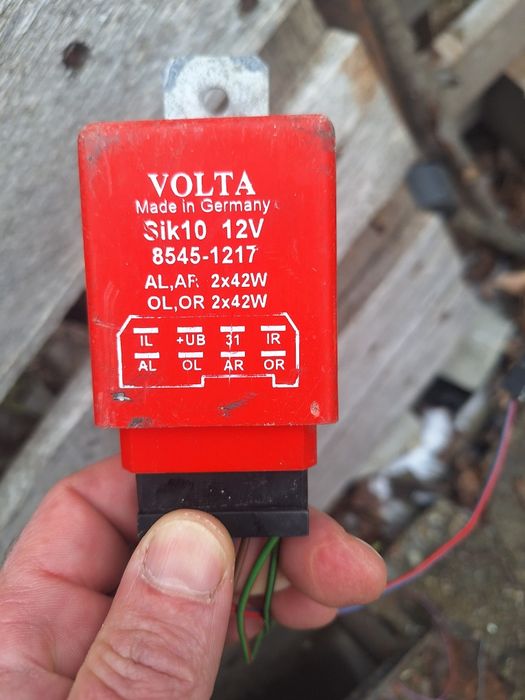 VOLTA
Made in Germany
Sik10 12V
8545-1217
AL,AR 2x42W
OL,OR 2x42W
IL +UB 31 IR
AL OL AR OR